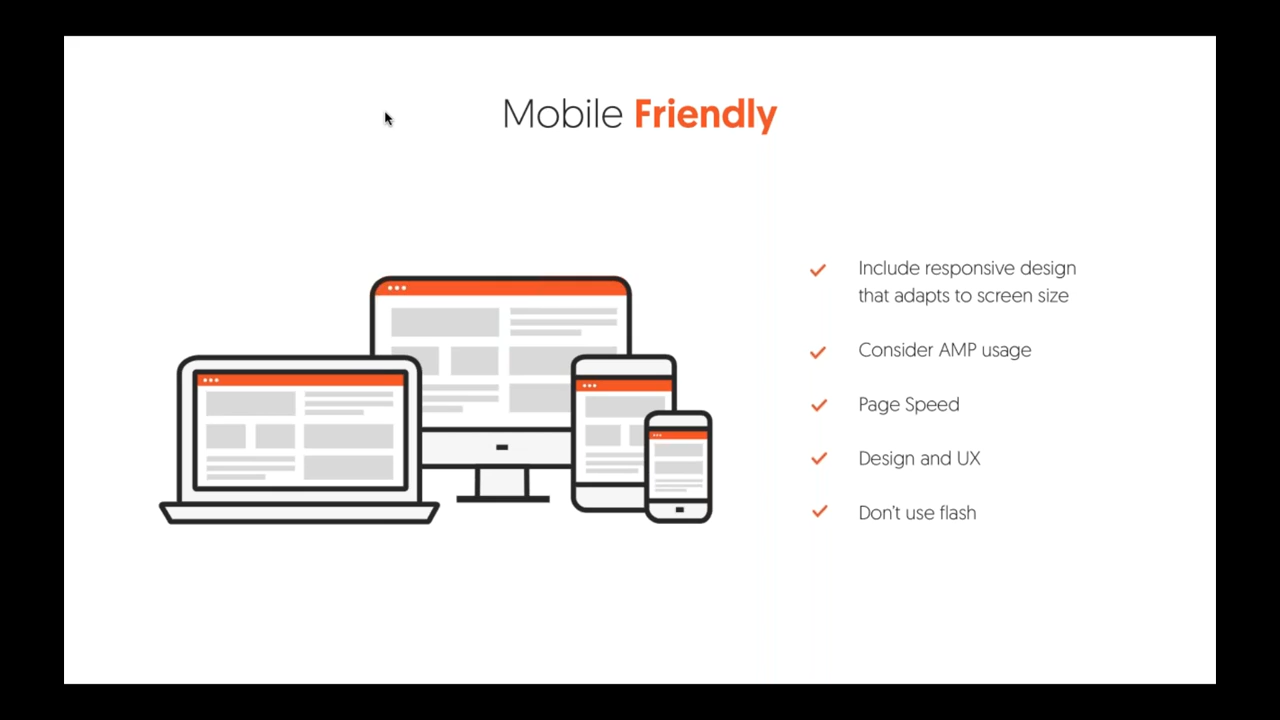 Mobile Friendly
Include responsive design
that adapts to screen size
Consider AMP usage
Page Speed
Design and UX
Don't use flash